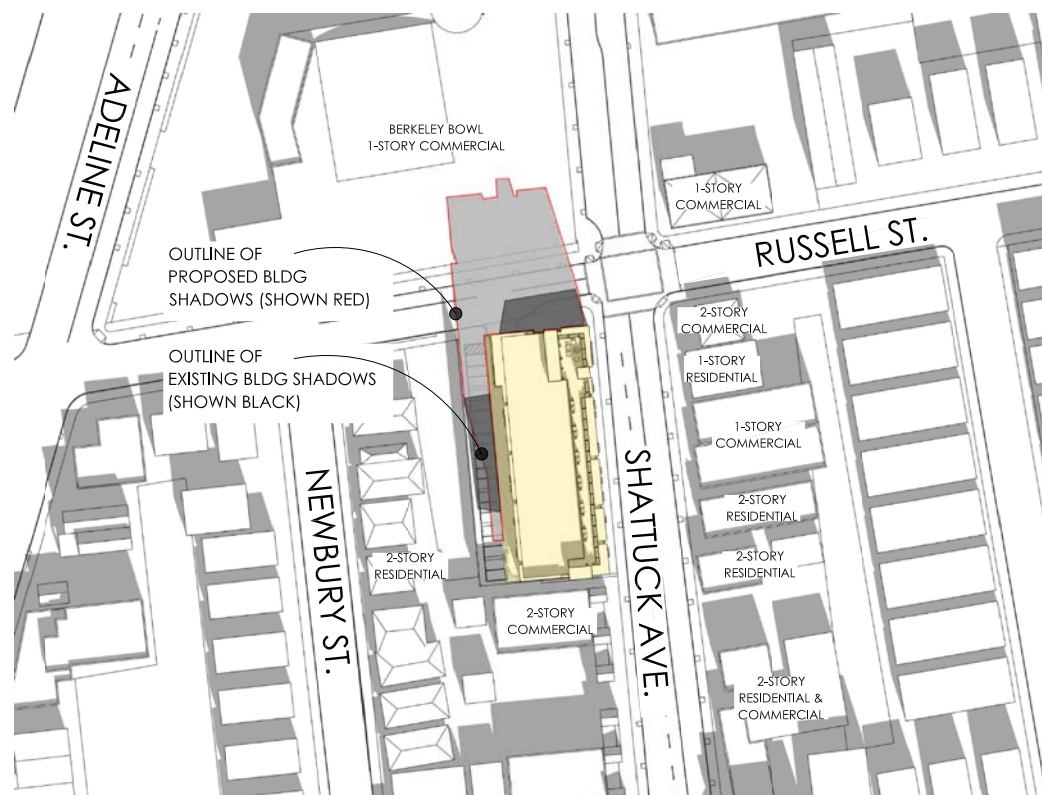 ADELINE ST.
BERKELEY BOWL
1-STORY COMMERCIAL
1-STORY
COMMERCIAL
RUSSELL ST.
OUTLINE OF
PROPOSED BLDG
SHADOWS (SHOWN RED)
OUTLINE OF
EXISTING BLDG SHADOWS
(SHOWN BLACK)
2-STORY
COMMERCIAL
1-STORY
RESIDENTIAL
1-STORY
COMMERCIAL
2-STORY
RESIDENTIAL
2-STORY
RESIDENTIAL
NEWBURY ST.
2-STORY
RESIDENTIAL
SHATTUCK AVE.
2-STORY
COMMERCIAL
2-STORY
RESIDENTIAL &
COMMERCIAL